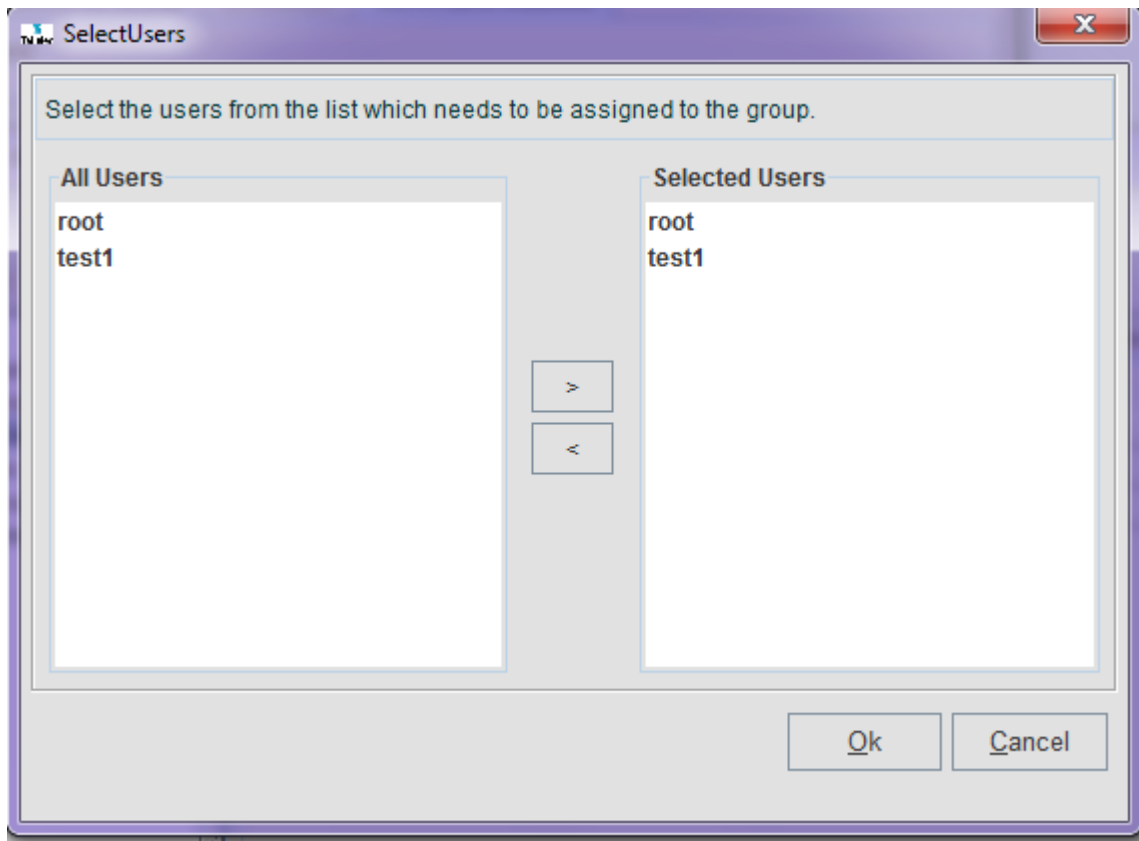 SelectUsers
Select the users from the list which needs to be assigned to the group.
All Users
root
test1
>
<
Selected Users
root
test1
Ok
Cancel